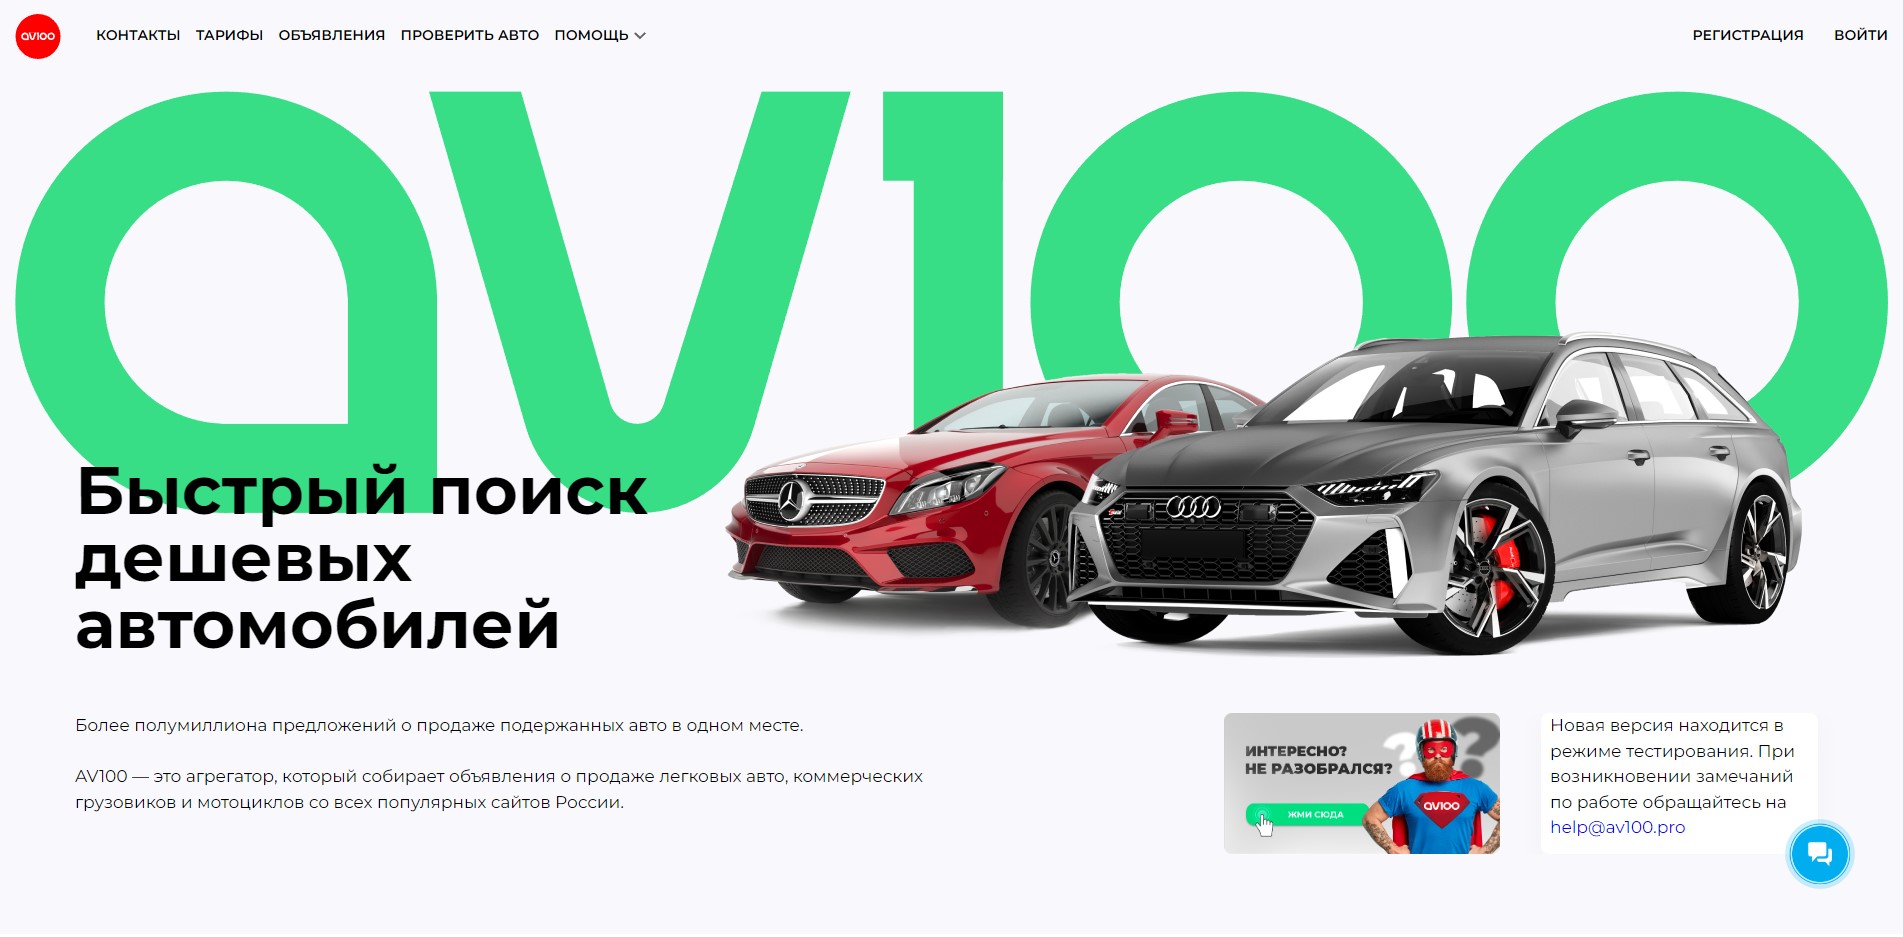 av100
КОНТАКТЫ ТАРИФЫ ОБЪЯВЛЕНИЯ ПРОВЕРИТЬ АВТО ПОМОЩЬ
РЕГИСТРАЦИЯ ВОЙТИ
av100
Быстрый поиск
дешевых
автомобилей
Более полумиллиона предложений о продаже подержанных авто в одном месте.
AV100 — это агрегатор, который собирает объявления о продаже легковых авто, коммерческих
грузовиков и мотоциклов со всех популярных сайтов России.
??
ИНТЕРЕСНО?
НЕ РАЗОБРАЛСЯ?
ЖМИ СЮДА
av100
Новая версия находится в
режиме тестирования. При
возникновении замечаний
по работе обращайтесь на
help@av100.pro